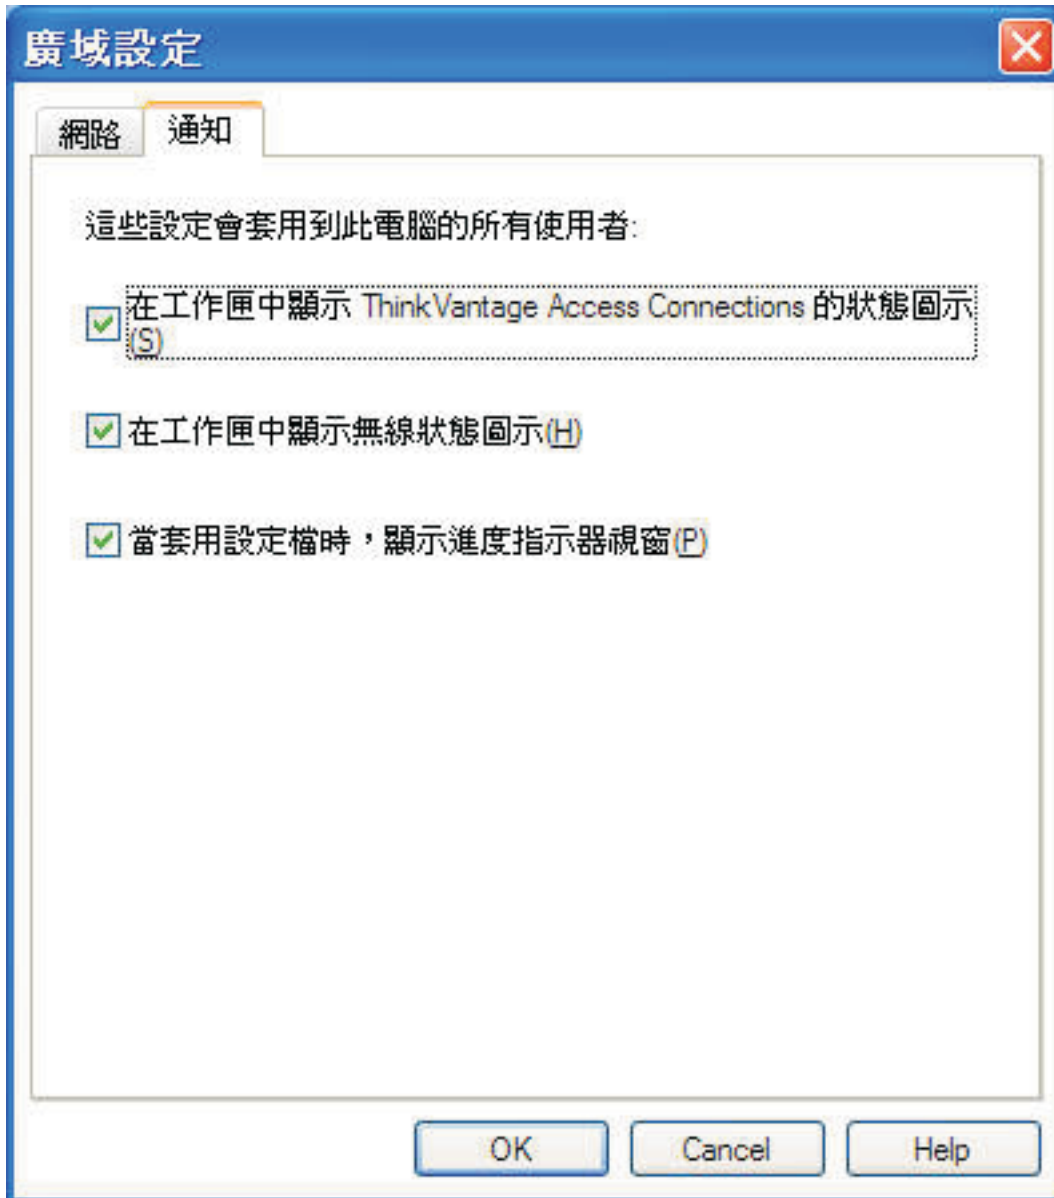 廣域設定
網路 通知
這些設定會套用到此電腦的所有使用者:
在工作匣中顯示 ThinkVantage Access Connections 的狀態圖示
(S)
在工作匣中顯示無線狀態圖示(H)
當套用設定檔時，顯示進度指示器視窗(P)
OK Cancel Help